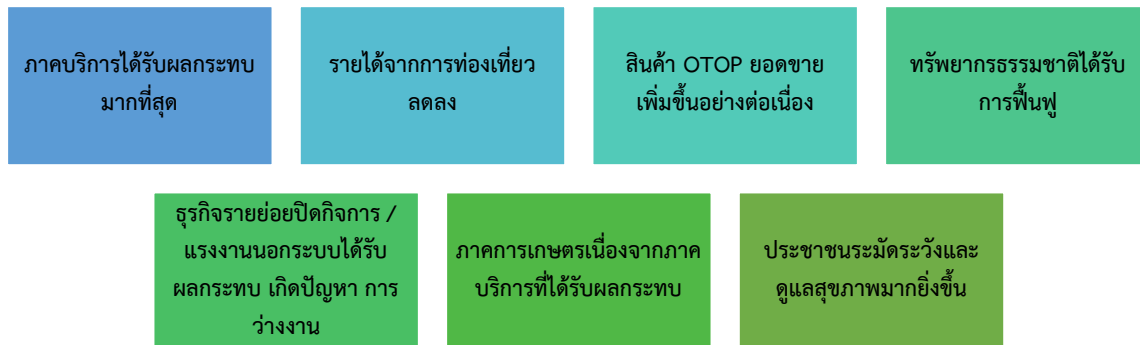 ภาคบริการได้รับผลกระทบ
มากที่สุด
รายได้จากการท่องเที่ยว
ลดลง
สินค้า OTOP ยอดขาย
เพิ่มขึ้นอย่างต่อเนื่อง
ทรัพยากรธรรมชาติได้รับ
การฟื้นฟู
ธุรกิจรายย่อยปิดกิจการ /
แรงงานนอกระบบได้รับ
ผลกระทบ เกิดปัญหา การ
ว่างงาน
ภาคการเกษตรเนื่องจากภาค
บริการที่ได้รับผลกระทบ
ประชาชนระมัดระวังและ
ดูแลสุขภาพมากยิ่งขึ้น